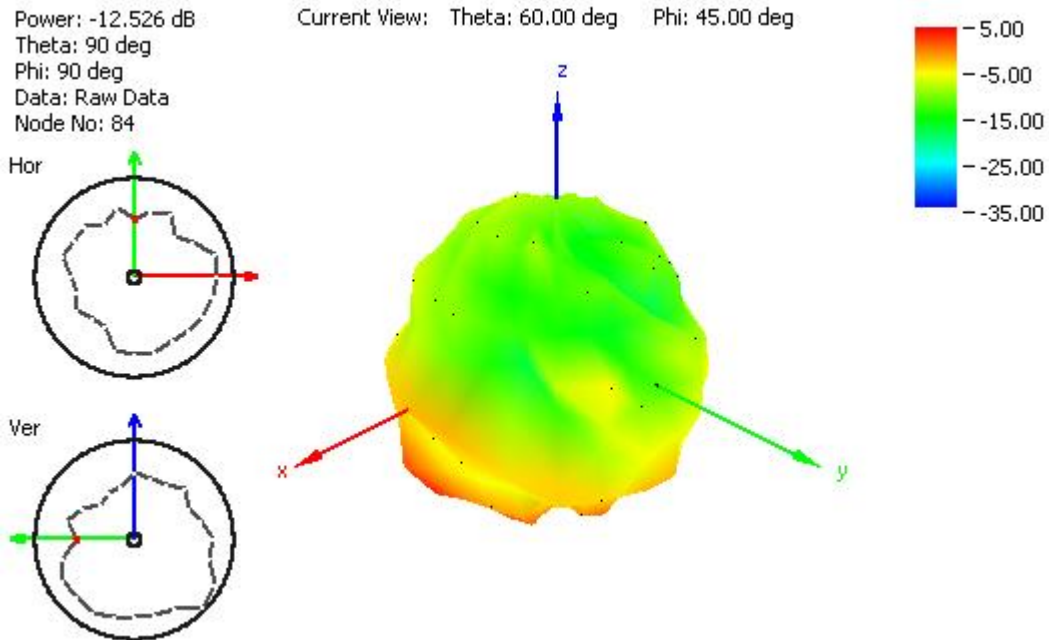 Power: -12.526 dB
Theta: 90 deg
Phi: 90 deg
Data: Raw Data
Node No: 84
Current View: Theta: 60.00 deg Phi: 45.00 deg
5.00
-5.00
-15.00
-25.00
-35.00
Hor
Ver
z
x
y